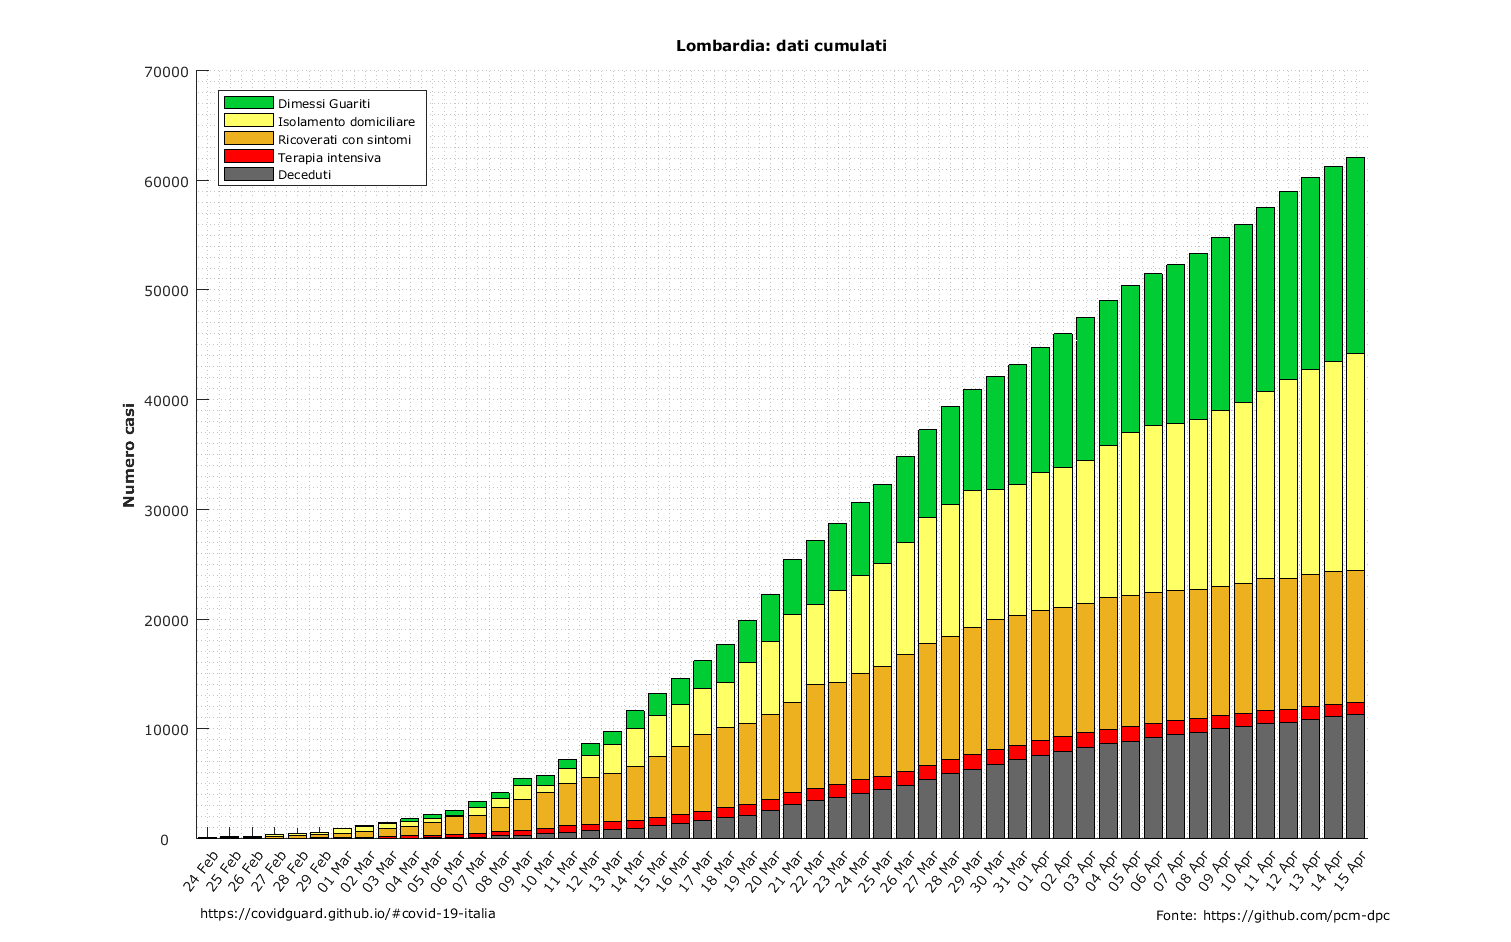 Lombardia: dati cumulati
70000
60000
50000
40000
30000
20000
10000
0
Numero casi
Dimessi Guariti
Isolamento domiciliare
Ricoverati con sintomi
Terapia intensiva
Deceduti
24 Feb
25 Feb
26 Feb
27 Feb
28 Feb
29 Feb
01 Mar
02 Mar
03 Mar
04 Mar
05 Mar
06 Mar
07 Mar
08 Mar
09 Mar
10 Mar
11 Mar
12 Mar
13 Mar
14 Mar
15 Mar
16 Mar
17 Mar
18 Mar
19 Mar
20 Mar
21 Mar
22 Mar
23 Mar
24 Mar
25 Mar
26 Mar
27 Mar
28 Mar
29 Mar
30 Mar
31 Mar
01 Apr
02 Apr
03 Apr
04 Apr
05 Apr
06 Apr
07 Apr
08 Apr
09 Apr
10 Apr
11 Apr
12 Apr
13 Apr
14 Apr
15 Apr
https://covidguard.github.io/#covid-19-italia
Fonte: https://github.com/pcm-dpc